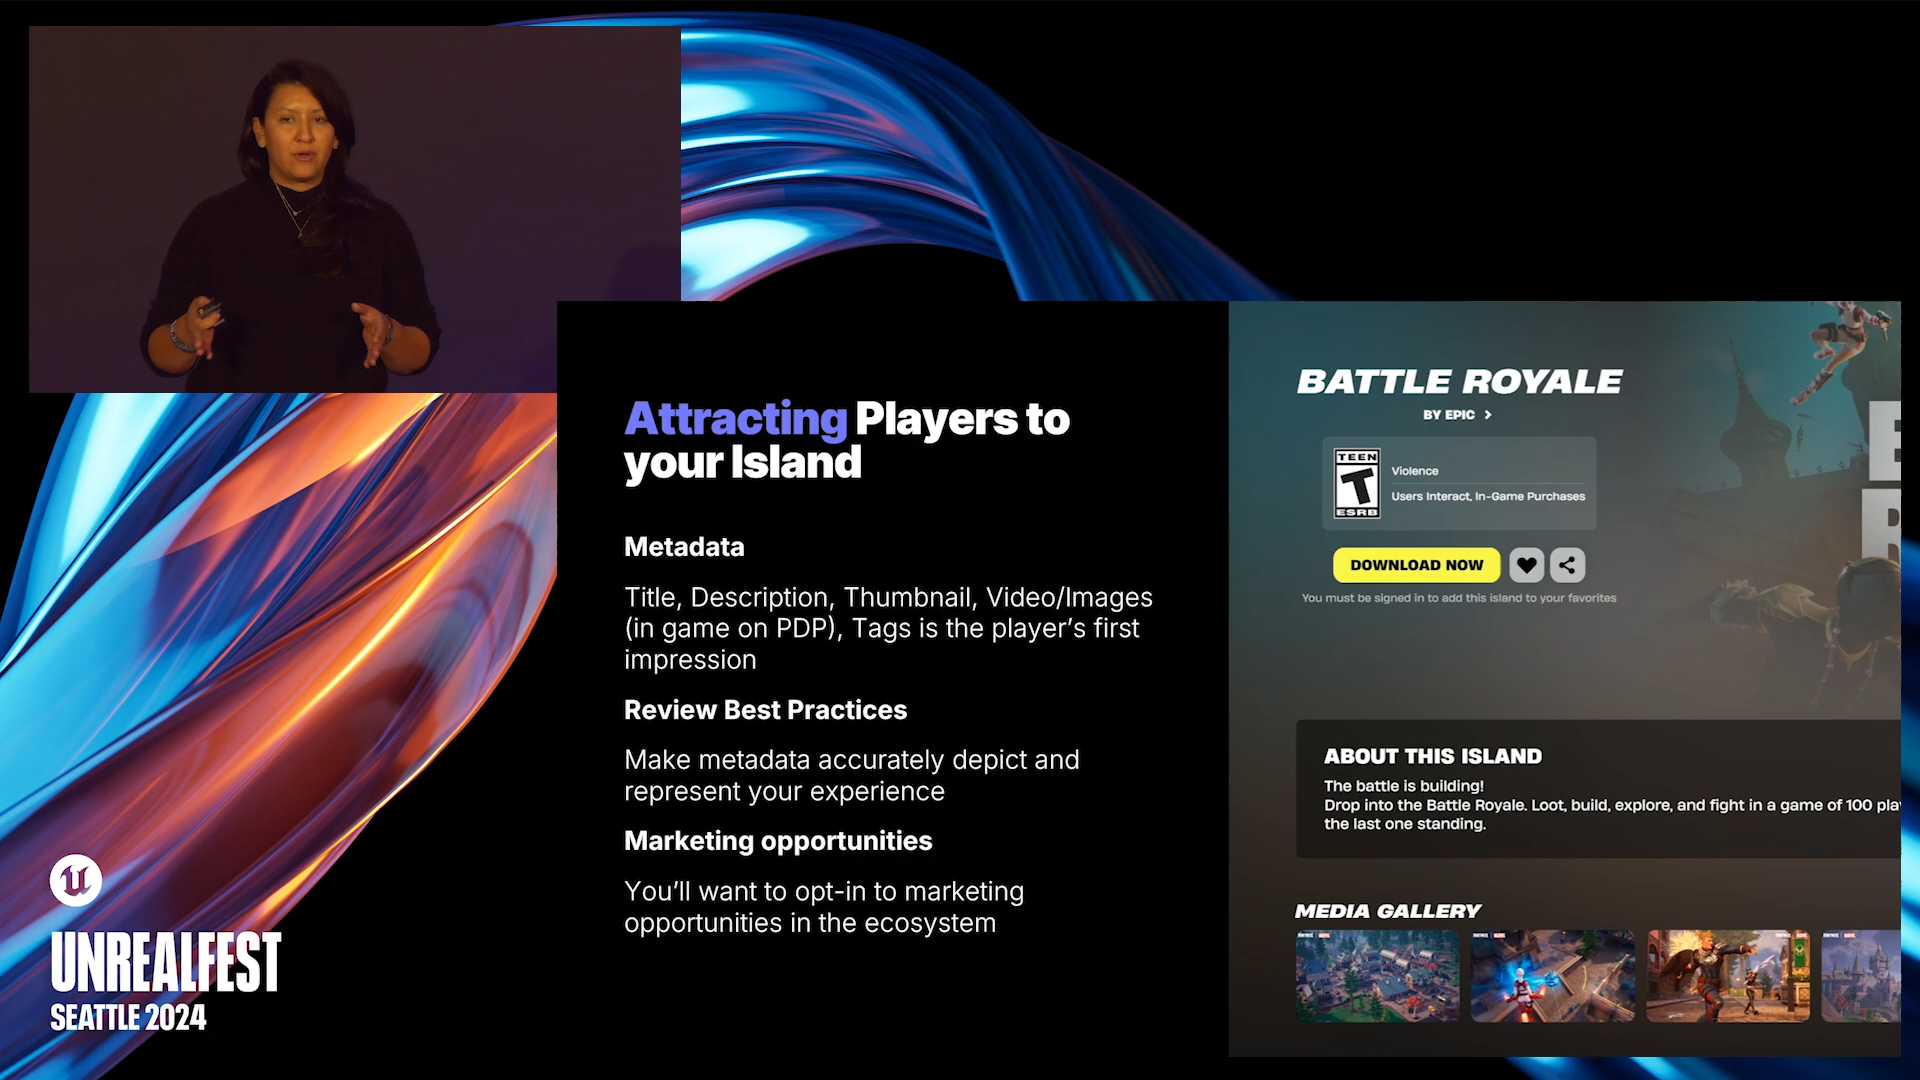 Attracting Players to
your Island
Metadata
Title, Description, Thumbnail, Video/Images
(in game on PDP), Tags is the player's first
impression
Review Best Practices
Make metadata accurately depict and
represent your experience
Marketing opportunities
You'll want to opt-in to marketing
opportunities in the ecosystem
BATTLE ROYALE
BY EPIC
TEEN
T
ESRB
Violence
Users Interact, In-Game Purchases
DOWNLOAD NOW
You must be signed in to add this island to your favorites
ABOUT THIS ISLAND
The battle is building!
Drop into the Battle Royale. Loot, build, explore, and fight in a game of 100
the last one standing.
MEDIA GALLERY
UNREALFEST
SEATTLE 2024